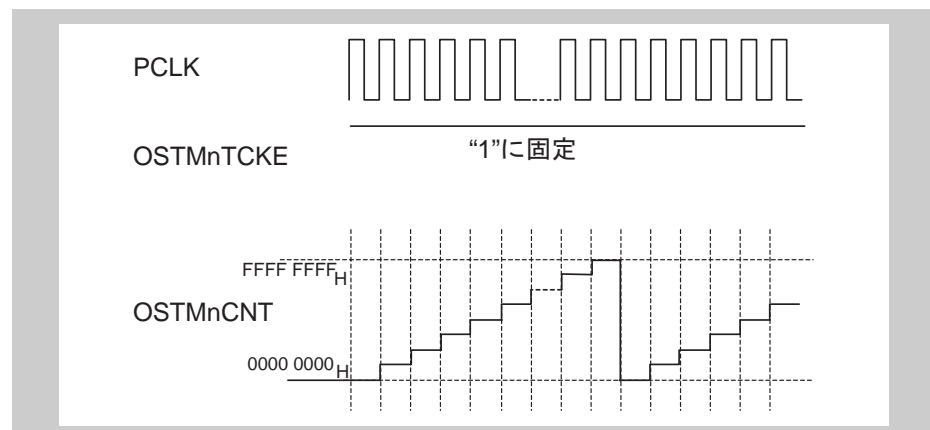 PCLK
OSTMnTCKE
“1”に固定
FFFF FFFFH
OSTMnCNT
0000 0000H